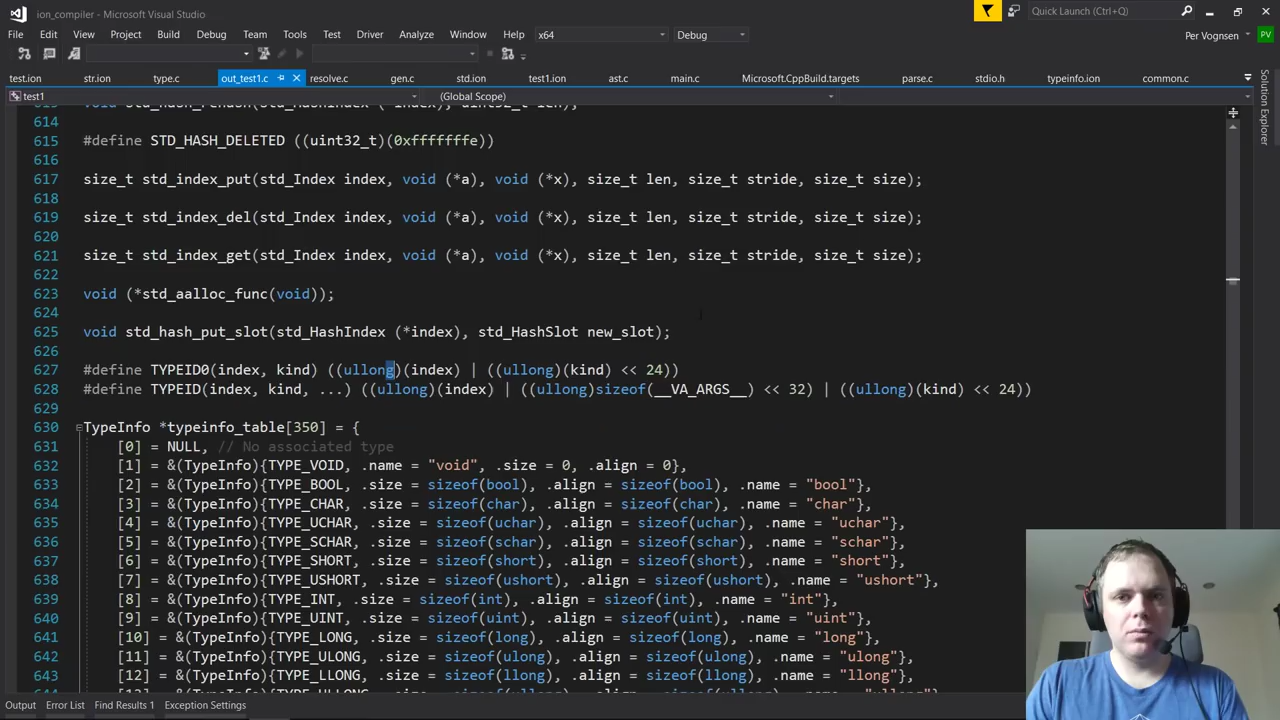 ion_compiler - Microsoft Visual Studio
Quick Launch (Ctrl+Q)
File Edit View Project Build Debug Team Tools Test Driver Analyze Window Help x64 Debug
Per Vognsen PV
test.ion str.ion type.c out_test1.c resolve.c gen.c std.ion test1.ion ast.c main.c Microsoft.CppBuild.targets parse.c stdio.h typeinfo.ion common.c
test1 (Global Scope)
Solution Explorer
614
615 #define STD_HASH_DELETED ((uint32_t)(0xfffffffe))
616
617 size_t std_index_put(std_Index index, void (*a), void (*x), size_t len, size_t stride, size_t size);
618
619 size_t std_index_del(std_Index index, void (*a), void (*x), size_t len, size_t stride, size_t size);
620
621 size_t std_index_get(std_Index index, void (*a), void (*x), size_t len, size_t stride, size_t size);
622
623 void (*std_aalloc_func(void));
624
625 void std_hash_put_slot(std_HashIndex (*index), std_HashSlot new_slot);
626
627 #define TYPEID0(index, kind) ((ullong)(index) | ((ullong)(kind) << 24))
628 #define TYPEID(index, kind, ...) ((ullong)(index) | ((ullong)sizeof(__VA_ARGS__) << 32) | ((ullong)(kind) << 24))
629
630 TypeInfo *typeinfo_table[350] = {
631 [0] = NULL, // No associated type
632 [1] = &(TypeInfo){TYPE_VOID, .name = "void", .size = 0, .align = 0},
633 [2] = &(TypeInfo){TYPE_BOOL, .size = sizeof(bool), .align = sizeof(bool), .name = "bool"},
634 [3] = &(TypeInfo){TYPE_CHAR, .size = sizeof(char), .align = sizeof(char), .name = "char"},
635 [4] = &(TypeInfo){TYPE_UCHAR, .size = sizeof(uchar), .align = sizeof(uchar), .name = "uchar"},
636 [5] = &(TypeInfo){TYPE_SCHAR, .size = sizeof(schar), .align = sizeof(schar), .name = "schar"},
637 [6] = &(TypeInfo){TYPE_SHORT, .size = sizeof(short), .align = sizeof(short), .name = "short"},
638 [7] = &(TypeInfo){TYPE_USHORT, .size = sizeof(ushort), .align = sizeof(ushort), .name = "ushort"},
639 [8] = &(TypeInfo){TYPE_INT, .size = sizeof(int), .align = sizeof(int), .name = "int"},
640 [9] = &(TypeInfo){TYPE_UINT, .size = sizeof(uint), .align = sizeof(uint), .name = "uint"},
641 [10] = &(TypeInfo){TYPE_LONG, .size = sizeof(long), .align = sizeof(long), .name = "long"},
642 [11] = &(TypeInfo){TYPE_ULONG, .size = sizeof(ulong), .align = sizeof(ulong), .name = "ulong"},
643 [12] = &(TypeInfo){TYPE_LLONG, .size = sizeof(llong), .align = sizeof(llong), .name = "llong"},
Output Error List Find Results 1 Exception Settings